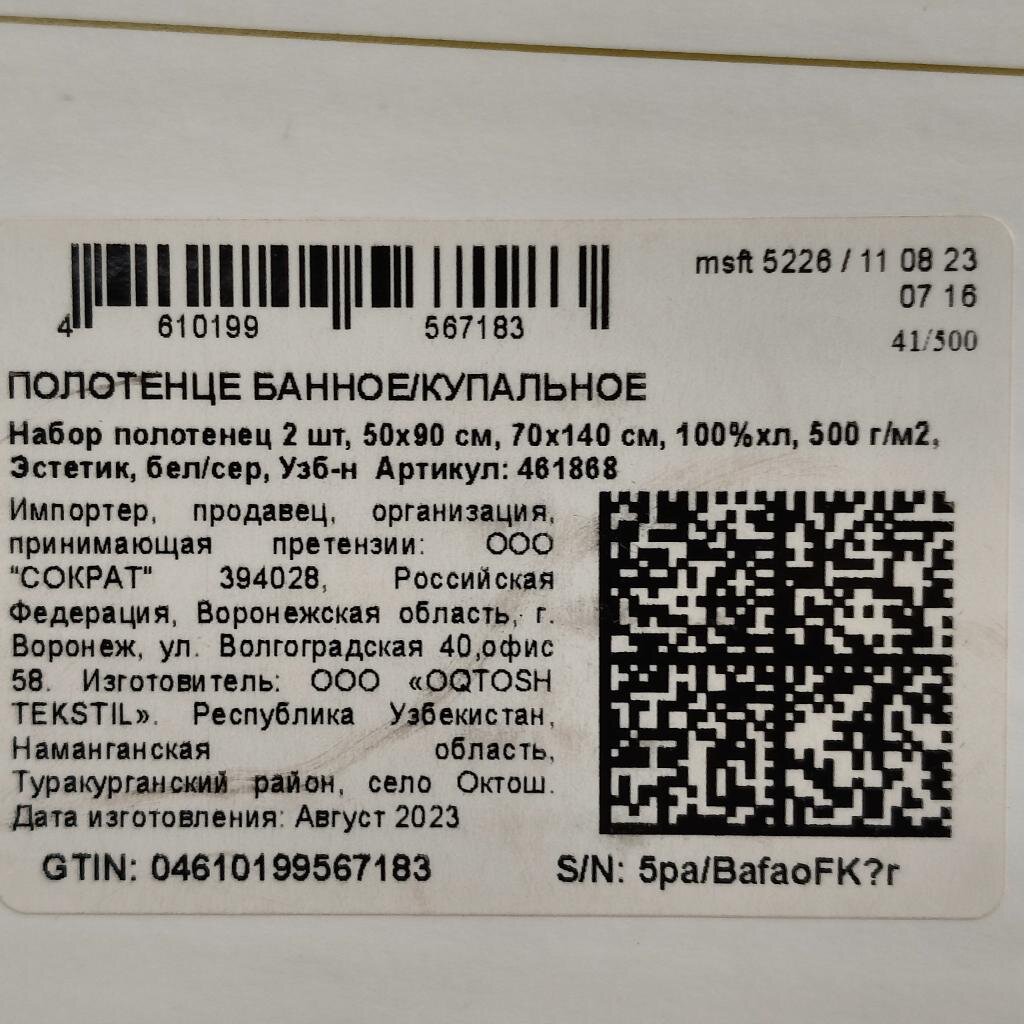 msft 5226 / 11 08 23
07 16
41/500
4 610199 567183
ПОЛОТЕНЦЕ БАННОЕ/КУПАЛЬНОЕ
Набор полотенец 2 шт, 50х90 см, 70х140 см, 100%хл, 500 г/м2,
Эстетик, бел/сер, Узб-н Артикул: 461868
Импортер, продавец, организация,
принимающая претензии: ООО
"СОКРАТ" 394028, Российская
Федерация, Воронежская область, г.
Воронеж, ул. Волгоградская 40,офис
58. Изготовитель: ООО «OQTOSH
TEKSTIL». Республика Узбекистан,
Наманганская область,
Туракурганский район, село Октош.
Дата изготовления: Август 2023
GTIN: 04610199567183 S/N: 5pa/BafaoFK?r